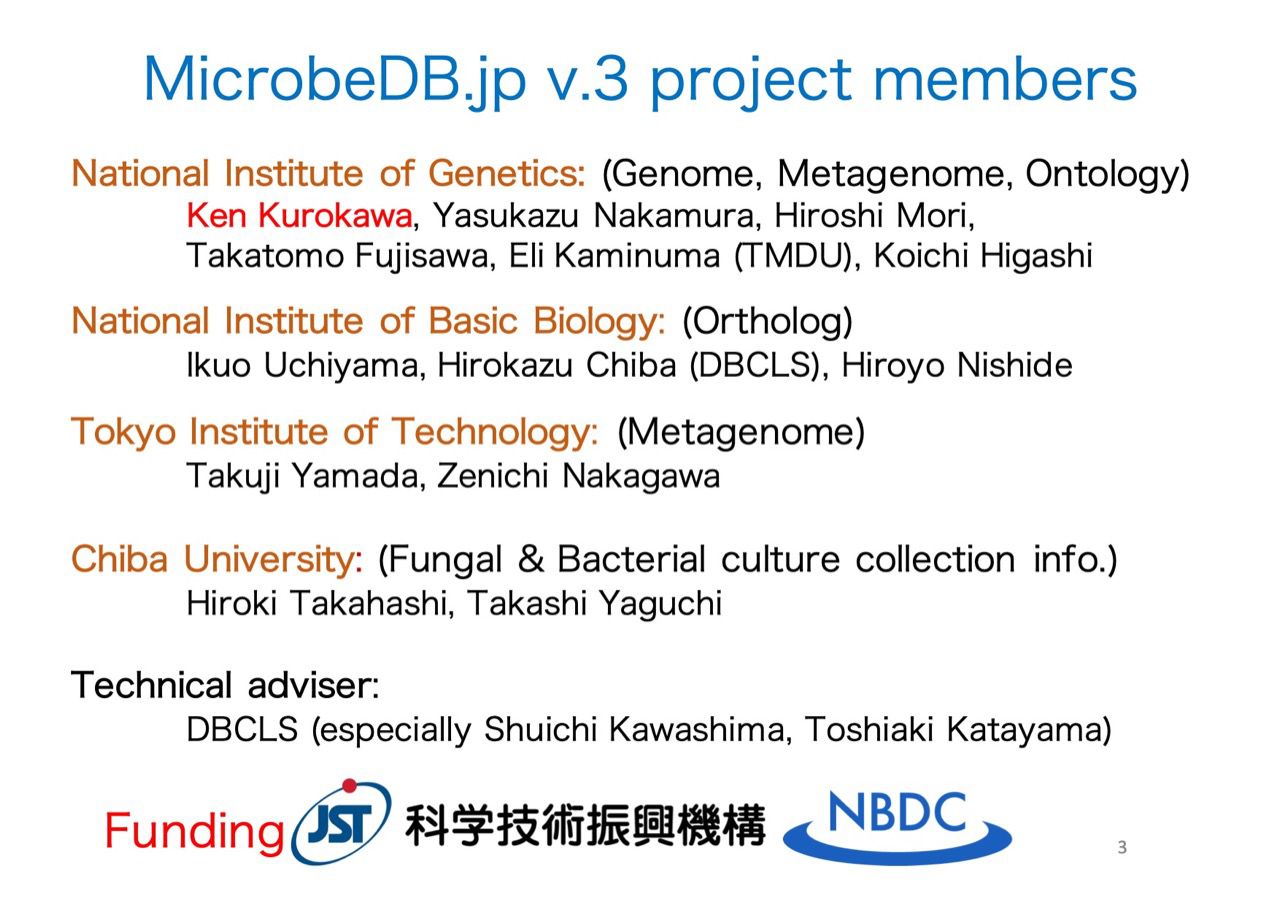 MicrobeDB.jp v.3 project members
National Institute of Genetics: (Genome, Metagenome, Ontology)
Ken Kurokawa, Yasukazu Nakamura, Hiroshi Mori,
Takatomo Fujisawa, Eli Kaminuma (TMDU), Koichi Higashi
National Institute of Basic Biology: (Ortholog)
Ikuo Uchiyama, Hirokazu Chiba (DBCLS), Hiroyo Nishide
Tokyo Institute of Technology: (Metagenome)
Takuji Yamada, Zenichi Nakagawa
Chiba University: (Fungal & Bacterial culture collection info.)
Hiroki Takahashi, Takashi Yaguchi
Technical adviser:
DBCLS (especially Shuichi Kawashima, Toshiaki Katayama)
Funding JST 科学技術振興機構 NBDC
3